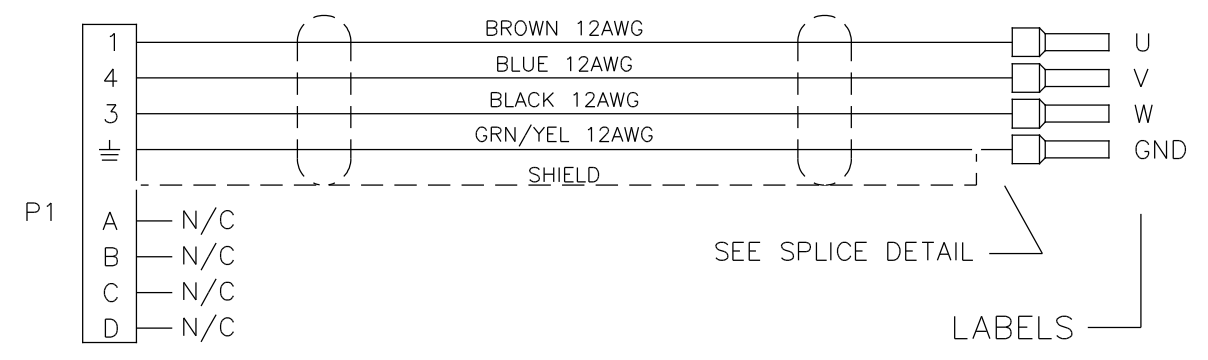 1 BROWN 12AWG U
4 BLUE 12AWG V
3 BLACK 12AWG W
GRN/YEL 12AWG GND
SHIELD
P1
A N/C
B N/C
C N/C
D N/C
SEE SPLICE DETAIL
LABELS